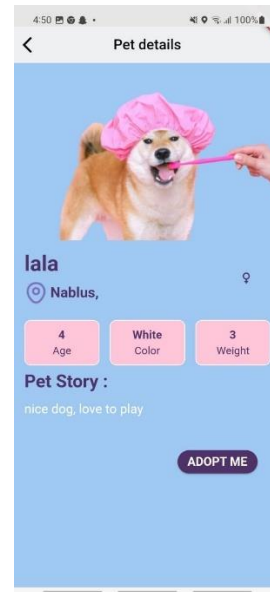 4:50
100%
Pet details
lala
Nablus,
4
Age
White
Color
3
Weight
Pet Story :
nice dog, love to play
ADOPT ME